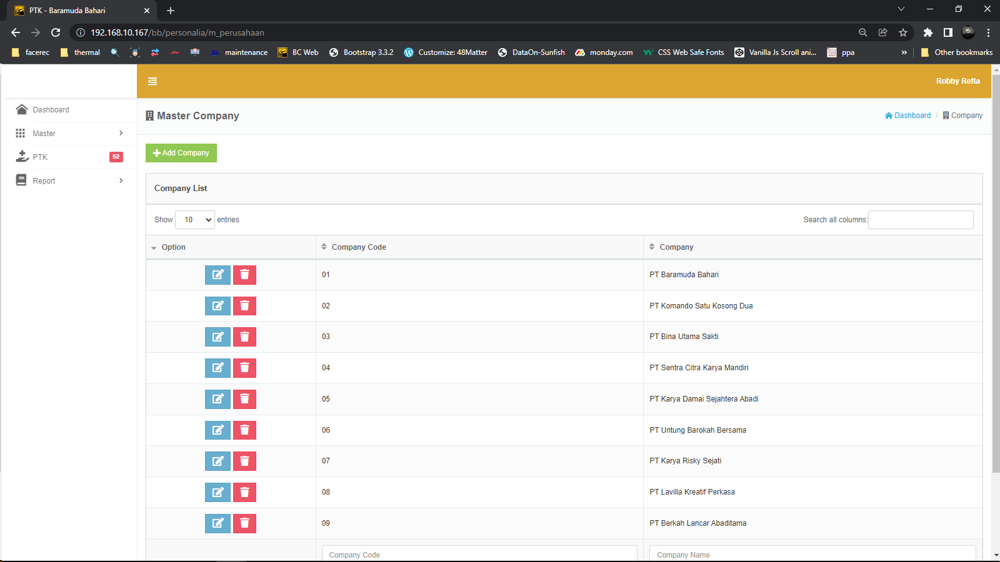 PTK - Baramuda Bahari
192.168.10.167/bb/personalia/m_perusahaan
facerec thermal maintenance BC Web Bootstrap 3.3.2 Customize: 48Matter DataOn-Sunfish monday.com CSS Web Safe Fonts Vanilla Js Scroll ani... ppa » Other bookmarks
Robby Refta
Dashboard
Master
PTK 52
Report
Master Company
Dashboard / Company
Add Company
Company List
Show 10 entries
Search all columns:
Option Company Code Company
01 PT Baramuda Bahari
02 PT Komando Satu Kosong Dua
03 PT Bina Utama Sakti
04 PT Sentra Citra Karya Mandiri
05 PT Karya Damai Sejahtera Abadi
06 PT Untung Barokah Bersama
07 PT Karya Risky Sejati
08 PT Lavilla Kreatif Perkasa
09 PT Berkah Lancar Abaditama
Company Code Company Name